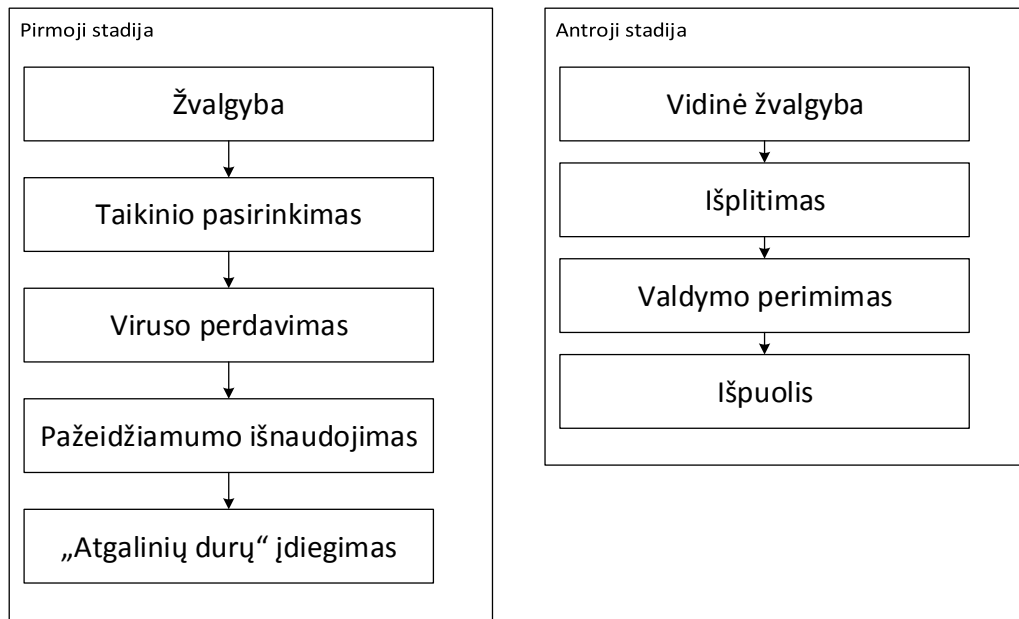 Pirmoji stadija
Žvalgyba
Taikinio pasirinkimas
Viruso perdavimas
Pažeidžiamumo išnaudojimas
„Atgalinių durų“ įdiegimas
Antroji stadija
Vidinė žvalgyba
Išplitimas
Valdymo perimimas
Išpuolis